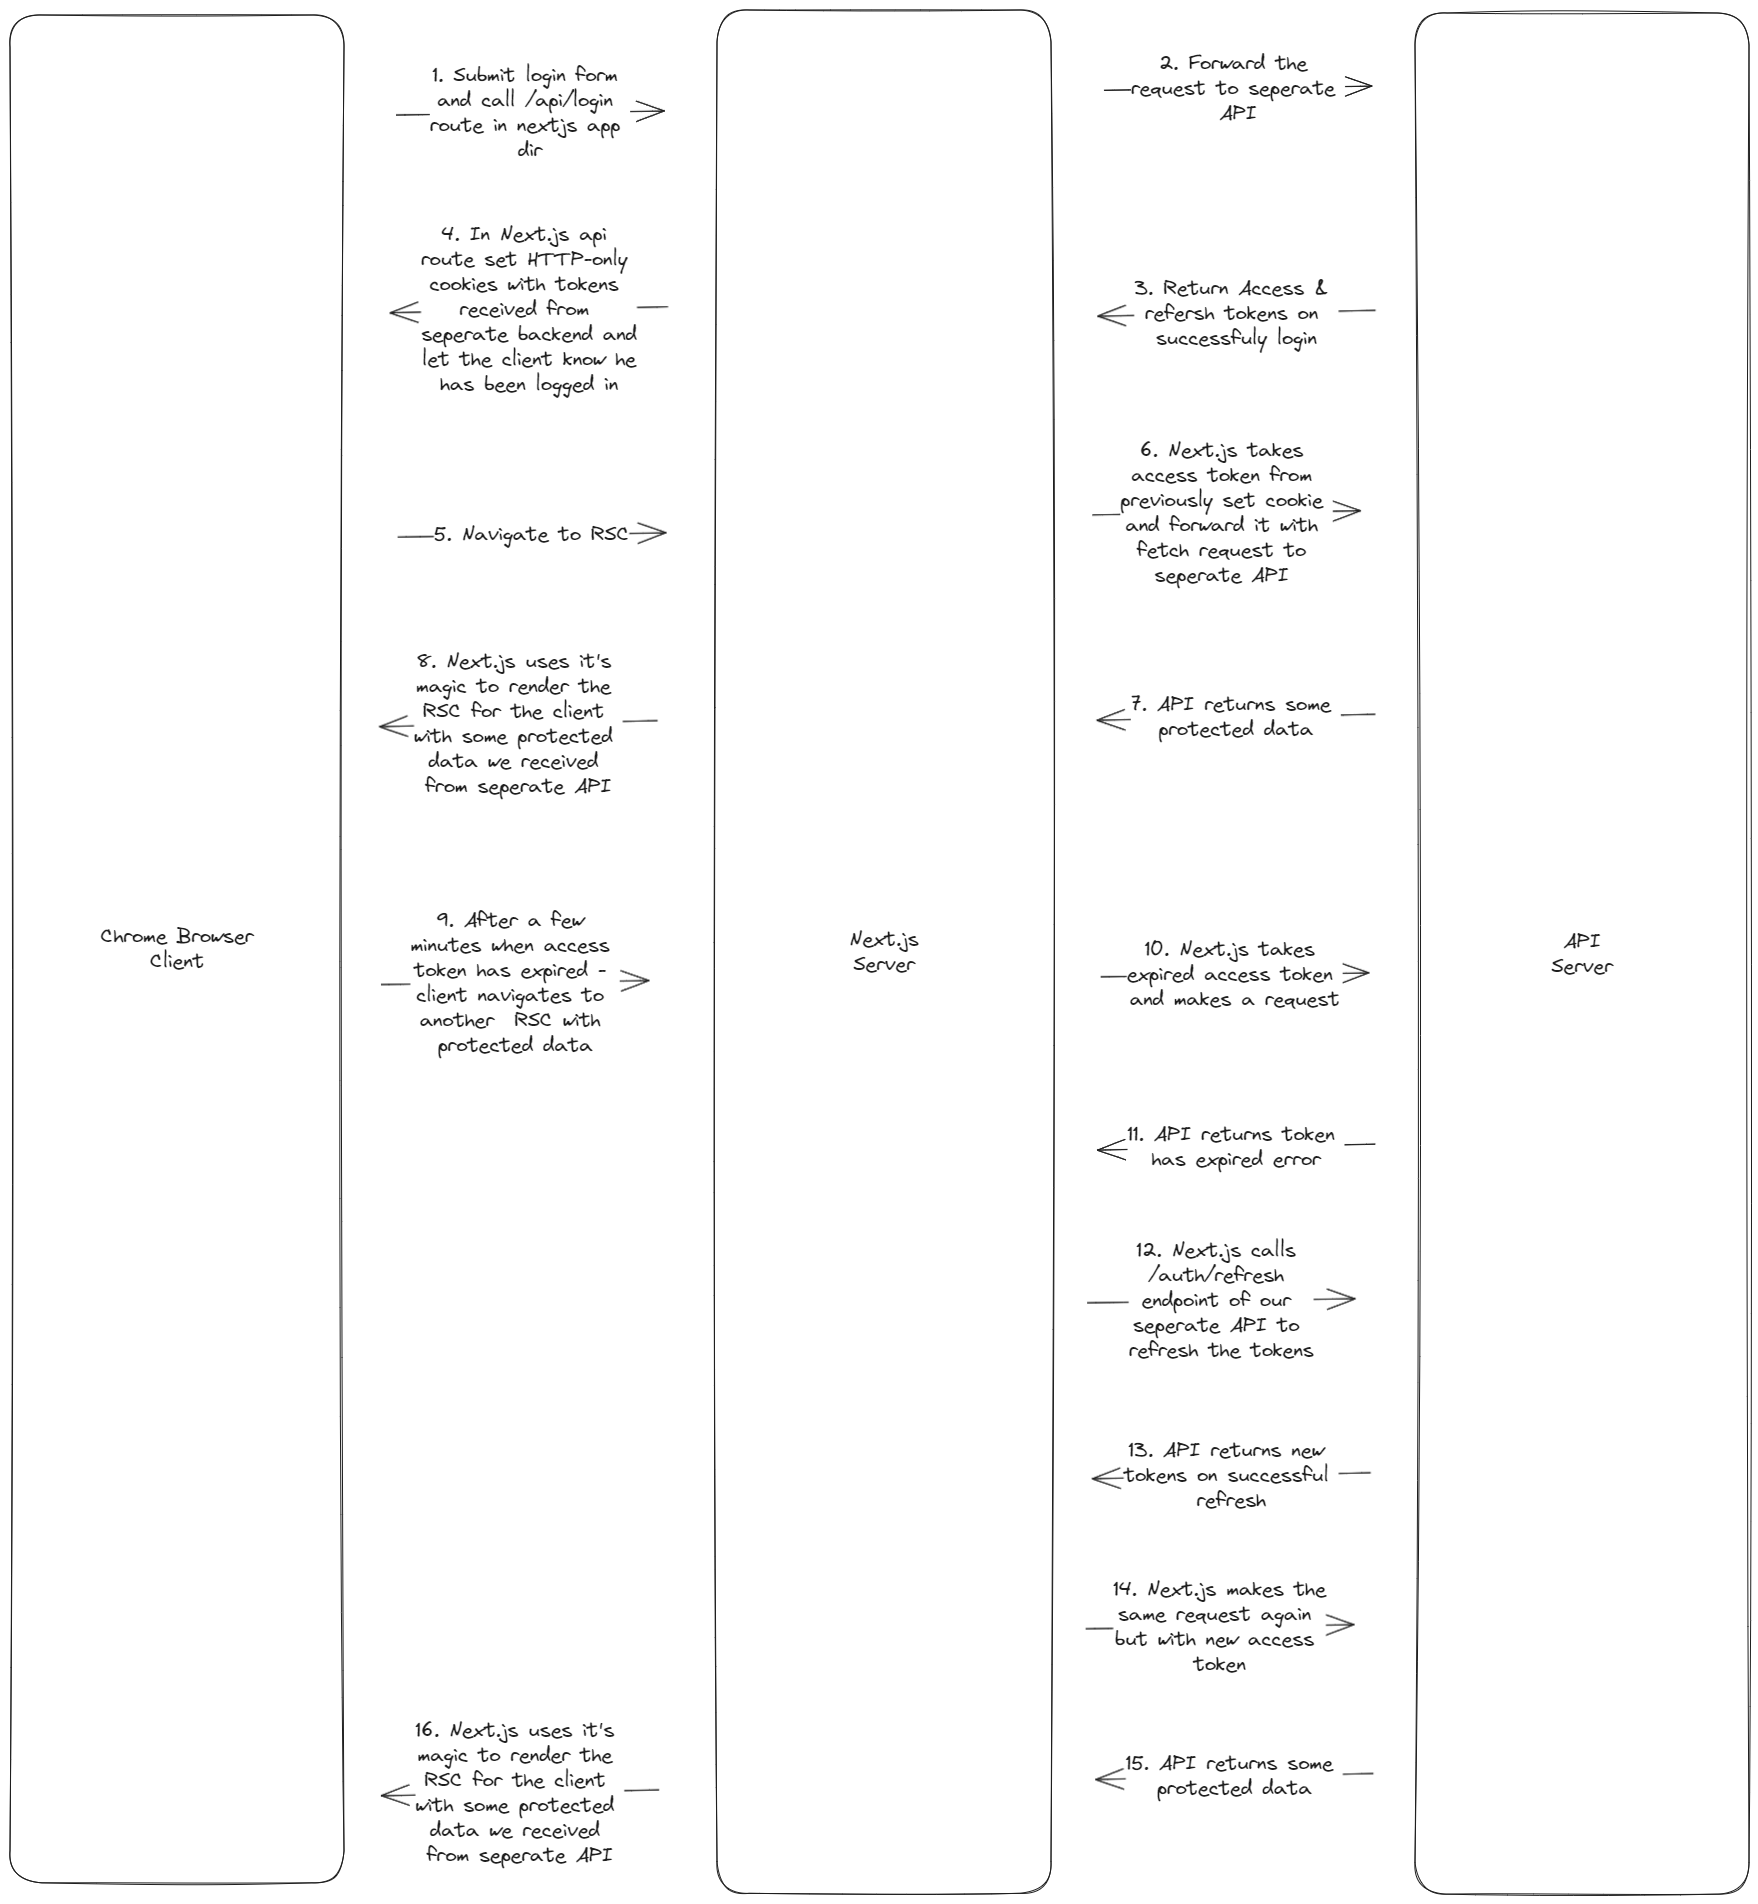 1. Submit login form
and call /api/login
route in nextjs app
dir
2. Forward the
request to seperate
API
3. Return Access &
refersh tokens on
successfuly login
4. In Next.js api
route set HTTP-only
cookies with tokens
received from
seperate backend and
let the client know he
has been logged in
5. Navigate to RSC
6. Next.js takes
access token from
previously set cookie
and forward it with
fetch request to
seperate API
7. API returns some
protected data
8. Next.js uses it's
magic to render the
RSC for the client
with some protected
data we received
from seperate API
Chrome Browser
Client
9. After a few
minutes when access
token has expired -
client navigates to
another RSC with
protected data
Next.js
Server
10. Next.js takes
expired access token
and makes a request
API
Server
11. API returns token
has expired error
12. Next.js calls
/auth/refresh
endpoint of our
seperate API to
refresh the tokens
13. API returns new
tokens on successful
refresh
14. Next.js makes the
same request again
but with new access
token
15. API returns some
protected data
16. Next.js uses it's
magic to render the
RSC for the client
with some protected
data we received
from seperate API